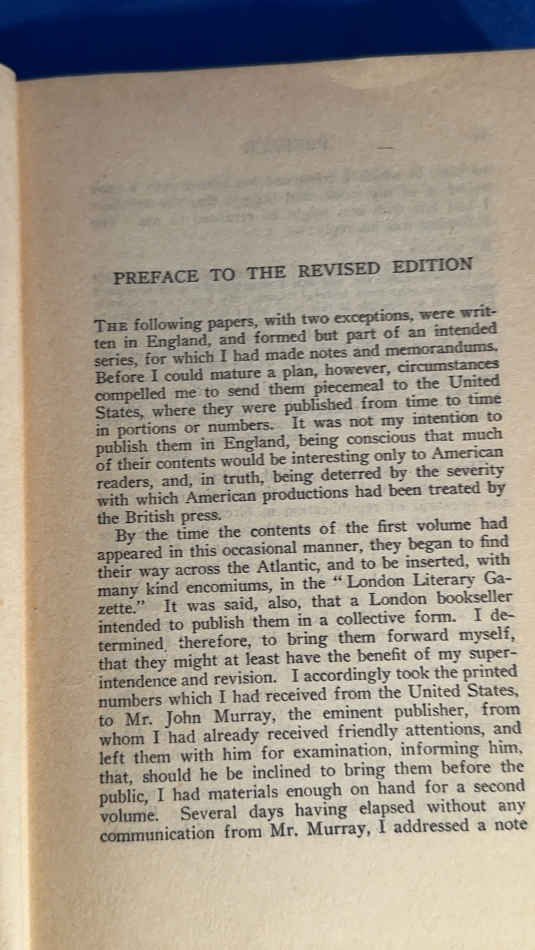 PREFACE TO THE REVISED EDITION
THE following papers, with two exceptions, were writ-
ten in England, and formed but part of an intended
series, for which I had made notes and memorandums.
Before I could mature a plan, however, circumstances
compelled me to send them piecemeal to the United
States, where they were published from time to time
in portions or numbers. It was not my intention to
publish them in England, being conscious that much
of their contents would be interesting only to American
readers, and, in truth, being deterred by the severity
with which American productions had been treated by
the British press.
By the time the contents of the first volume had
appeared in this occasional manner, they began to find
their way across the Atlantic, and to be inserted, with
many kind encomiums, in the “ London Literary Ga-
zette.” It was said, also, that a London bookseller
intended to publish them in a collective form. I de-
termined, therefore, to bring them forward myself,
that they might at least have the benefit of my super-
intendence and revision. I accordingly took the printed
numbers which I had received from the United States,
to Mr. John Murray, the eminent publisher, from
whom I had already received friendly attentions, and
left them with him for examination, informing him,
that, should he be inclined to bring them before the
public, I had materials enough on hand for a second
volume. Several days having elapsed without any
communication from Mr. Murray, I addressed a note